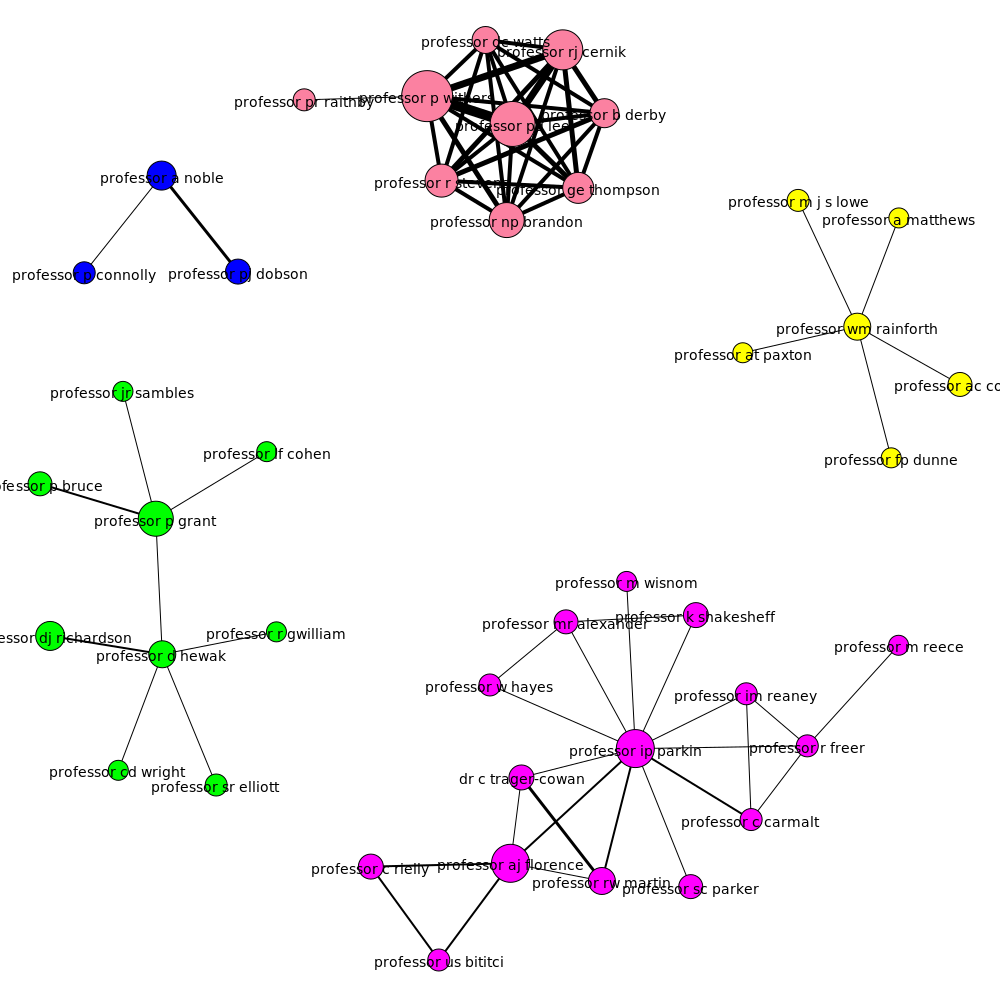 professor dc watts
professor rj cernik
professor pr raithby
professor p withers
professor b derby
professor pd lee
professor r stevens
professor ge thompson
professor np brandon
professor a noble
professor p connolly
professor pj dobson
professor m j s lowe
professor a matthews
professor wm rainforth
professor at paxton
professor ac co
professor fp dunne
professor jr sambles
professor lf cohen
ofessor p bruce
professor p grant
professor r gwilliam
essor dj richardson
professor d hewak
professor cd wright
professor sr elliott
professor m wisnom
professor k shakesheff
professor mr alexander
professor m reece
professor w hayes
professor im reaney
professor r freer
professor ip parkin
dr c trager-cowan
professor c carmalt
professor aj florence
professor c rielly
professor rw martin
professor sc parker
professor us bititci